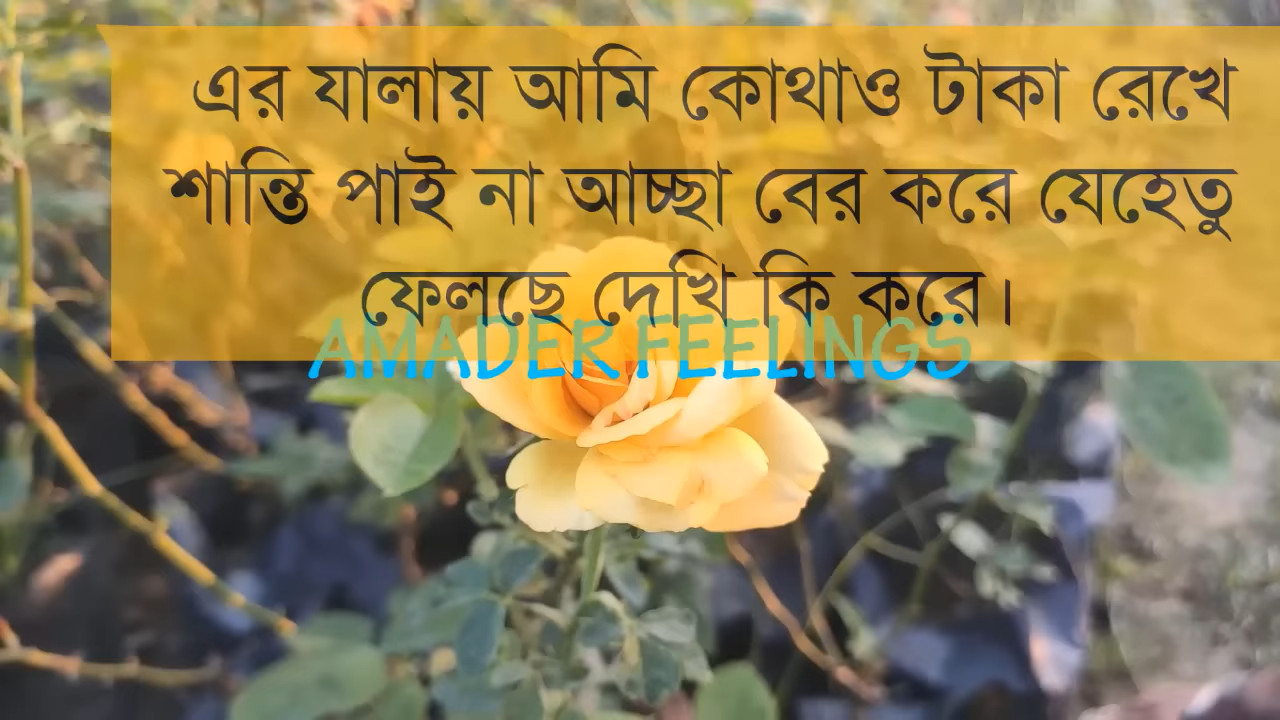 এর যালায় আমি কোথাও টাকা রেখে
শান্তি পাই না আচ্ছা বের করে যেহেতু
ফেলছে দেখি কি করে।
AMADER FEELINGS